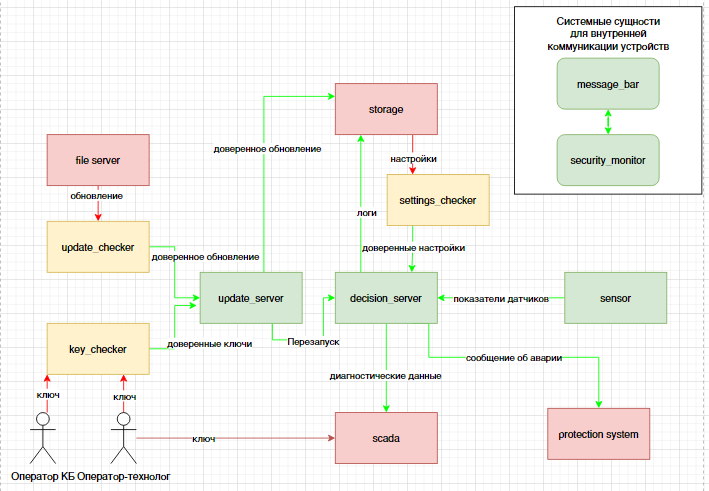 Системные сущности
для внутренней
коммуникации устройств
message_bar
security_monitor
storage
доверенное обновление
настройки
file server
обновление
settings_checker
логи
update_checker
доверенное обновление
доверенные настройки
update_server
decision_server
показатели датчиков
sensor
key_checker
доверенные ключи
Перезапуск
сообщение об аварии
диагностические данные
ключ
ключ
ключ
scada
protection system
Оператор КБ
Оператор-технолог